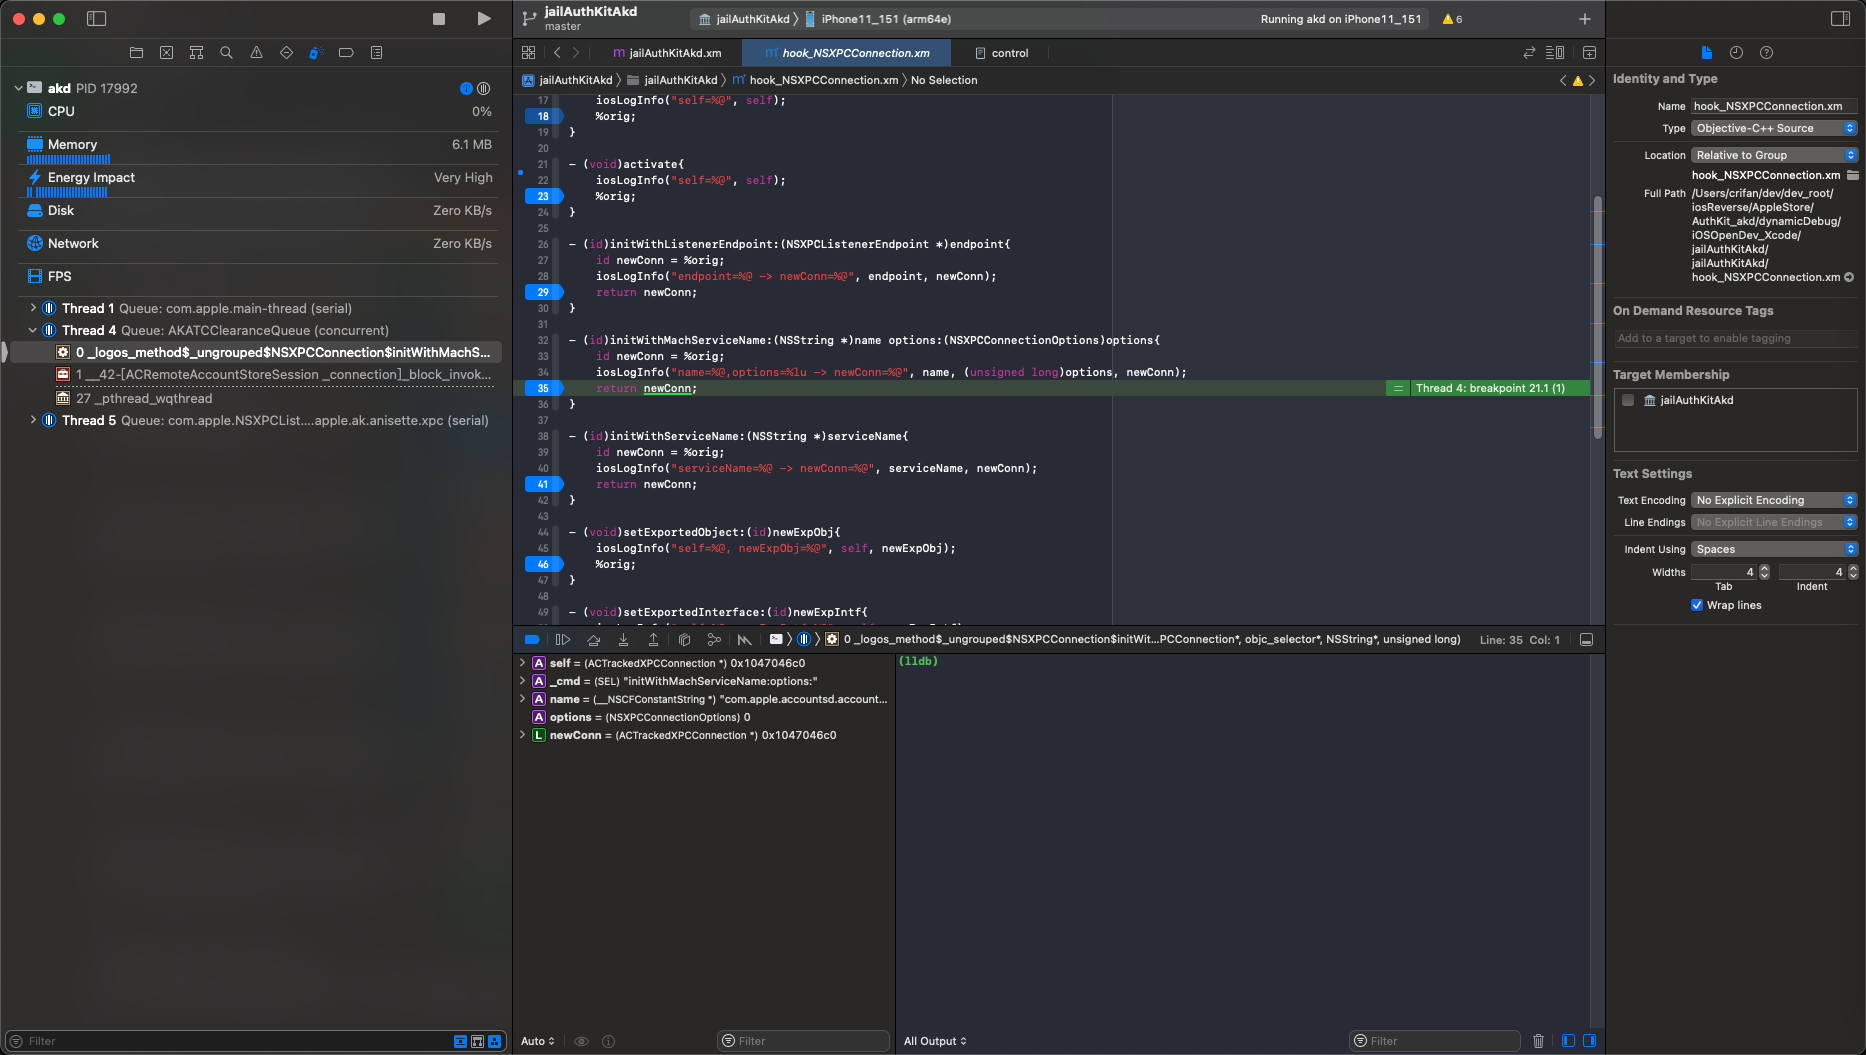 jailAuthKitAkd
master
jailAuthKitAkd
iPhone11_151 (arm64e)
Running akd on iPhone11_151
6
jailAuthKitAkd.xm
hook_NSXPCConnection.xm
control
jailAuthKitAkd
jailAuthKitAkd
hook_NSXPCConnection.xm
No Selection
akd PID 17992
CPU 0%
Memory 6.1 MB
Energy Impact Very High
Disk Zero KB/s
Network Zero KB/s
FPS
Thread 1 Queue: com.apple.main-thread (serial)
Thread 4 Queue: AKATCClearanceQueue (concurrent)
0 _logos_method$_ungrouped$NSXPCConnection$initWithMachS...
1 __42-[ACRemoteAccountStoreSession _connection]_block_invok...
27 _pthread_wqthread
Thread 5 Queue: com.apple.NSXPCList....apple.ak.anisette.xpc (serial)
Filter
17 iosLogInfo("self=%@", self);
18 %orig;
19 }
20
21 - (void)activate{
22 iosLogInfo("self=%@", self);
23 %orig;
24 }
25
26 - (id)initWithListenerEndpoint:(NSXPCListenerEndpoint *)endpoint{
27 id newConn = %orig;
28 iosLogInfo("endpoint=%@ -> newConn=%@", endpoint, newConn);
29 return newConn;
30 }
31
32 - (id)initWithMachServiceName:(NSString *)name options:(NSXPCConnectionOptions)options{
33 id newConn = %orig;
34 iosLogInfo("name=%@,options=%lu -> newConn=%@", name, (unsigned long)options, newConn);
35 return newConn; = Thread 4: breakpoint 21.1 (1)
36 }
37
38 - (id)initWithServiceName:(NSString *)serviceName{
39 id newConn = %orig;
40 iosLogInfo("serviceName=%@ -> newConn=%@", serviceName, newConn);
41 return newConn;
42 }
43
44 - (void)setExportedObject:(id)newExpObj{
45 iosLogInfo("self=%@, newExpObj=%@", self, newExpObj);
46 %orig;
47 }
48
49 - (void)setExportedInterface:(id)newExpIntf{
0 _logos_method$_ungrouped$NSXPCConnection$initWit...PCConnection*, objc_selector*, NSString*, unsigned long)
Line: 35 Col: 1
A self = (ACTrackedXPCConnection *) 0x1047046c0
A _cmd = (SEL) "initWithMachServiceName:options:"
A name = (__NSCFConstantString *) "com.apple.accountsd.account...
A options = (NSXPCConnectionOptions) 0
L newConn = (ACTrackedXPCConnection *) 0x1047046c0
(lldb)
Auto
Filter
All Output
Filter
Identity and Type
Name hook_NSXPCConnection.xm
Type Objective-C++ Source
Location Relative to Group
hook_NSXPCConnection.xm
Full Path /Users/crifan/dev/dev_root/
iosReverse/AppleStore/
AuthKit_akd/dynamicDebug/
iOSOpenDev_Xcode/
jailAuthKitAkd/
jailAuthKitAkd/
hook_NSXPCConnection.xm
On Demand Resource Tags
Add to a target to enable tagging
Target Membership
jailAuthKitAkd
Text Settings
Text Encoding No Explicit Encoding
Line Endings No Explicit Line Endings
Indent Using Spaces
Widths 4 4
Tab Indent
Wrap lines